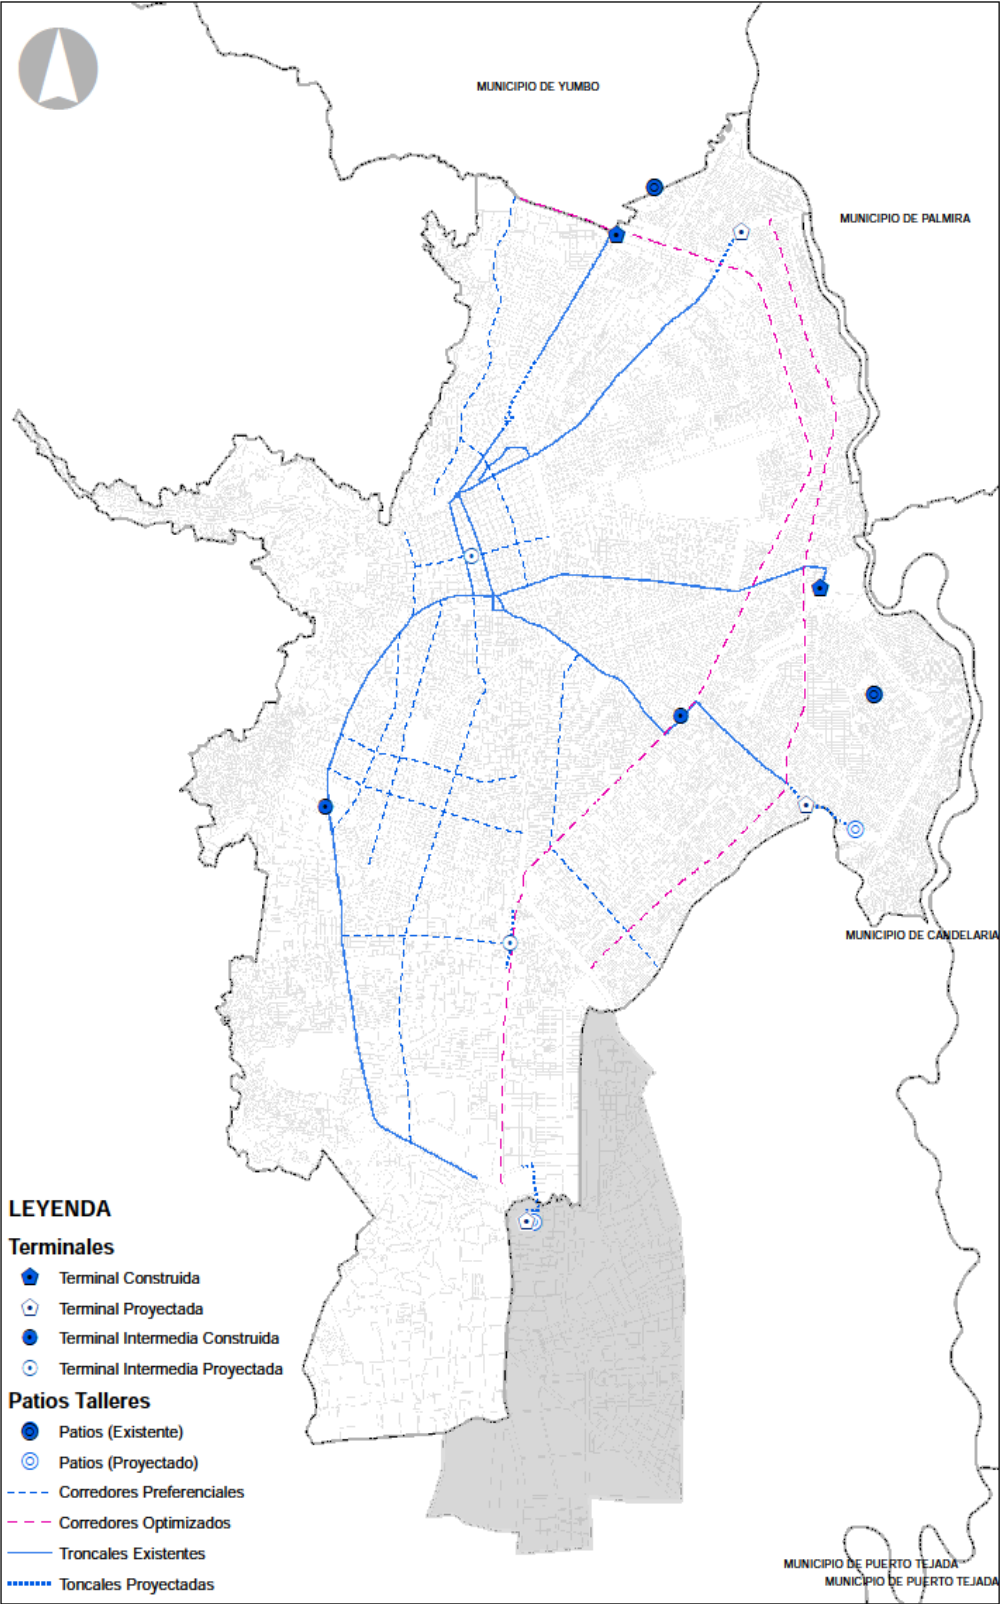 MUNICIPIO DE YUMBO
MUNICIPIO DE PALMIRA
MUNICIPIO DE CANDELARIA
LEYENDA
Terminales
Terminal Construida
Terminal Proyectada
Terminal Intermedia Construida
Terminal Intermedia Proyectada
Patios Talleres
Patios (Existente)
Patios (Proyectado)
Corredores Preferenciales
Corredores Optimizados
Troncales Existentes
Toncales Proyectadas
MUNICIPIO DE PUERTO TEJADA
MUNICIPIO DE PUERTO TEJADA